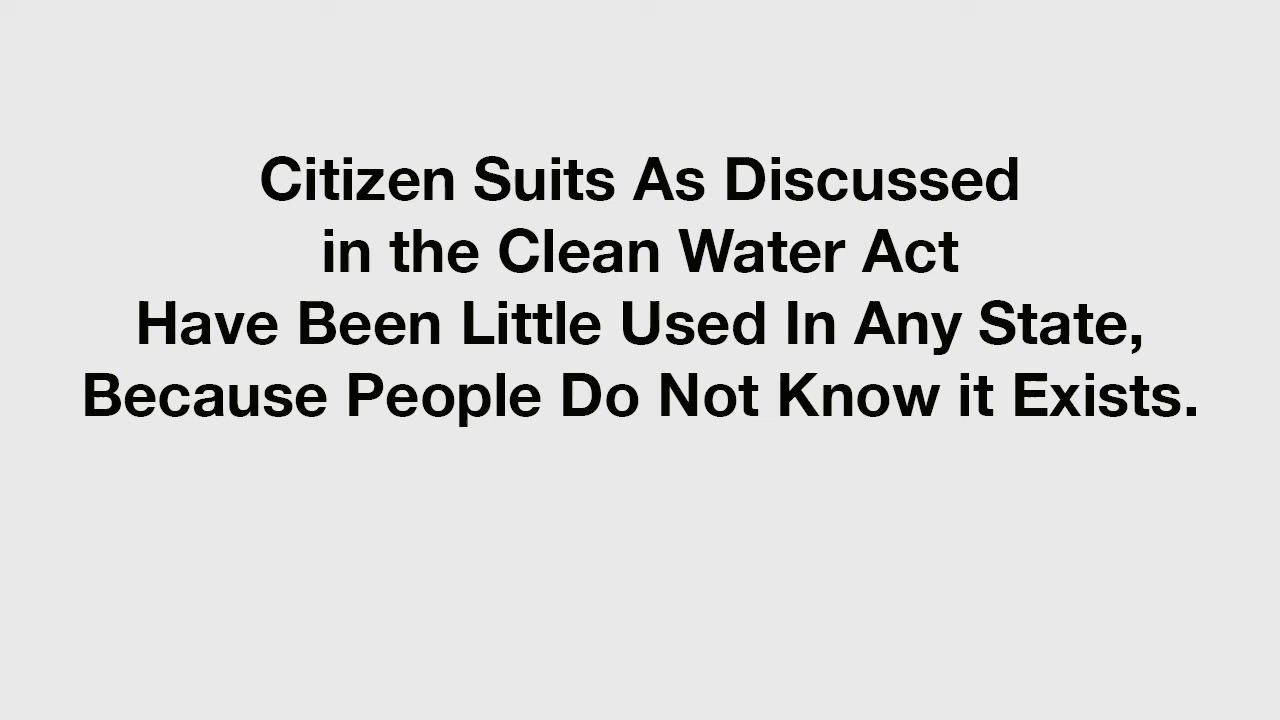 Citizen Suits As Discussed
in the Clean Water Act
Have Been Little Used In Any State,
Because People Do Not Know it Exists.